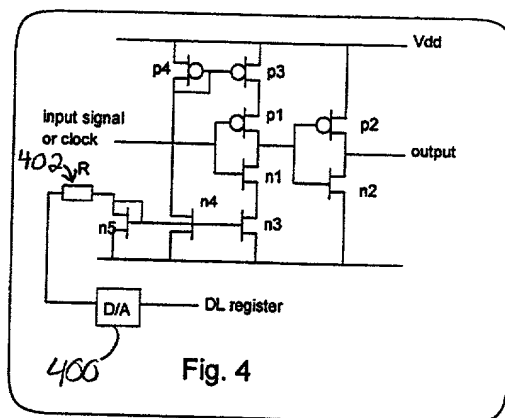 Vdd
p4
p3
input signal
or clock
p1
p2
402
R
output
n1
n2
n4
n5
n3
D/A
DL register
400
Fig. 4